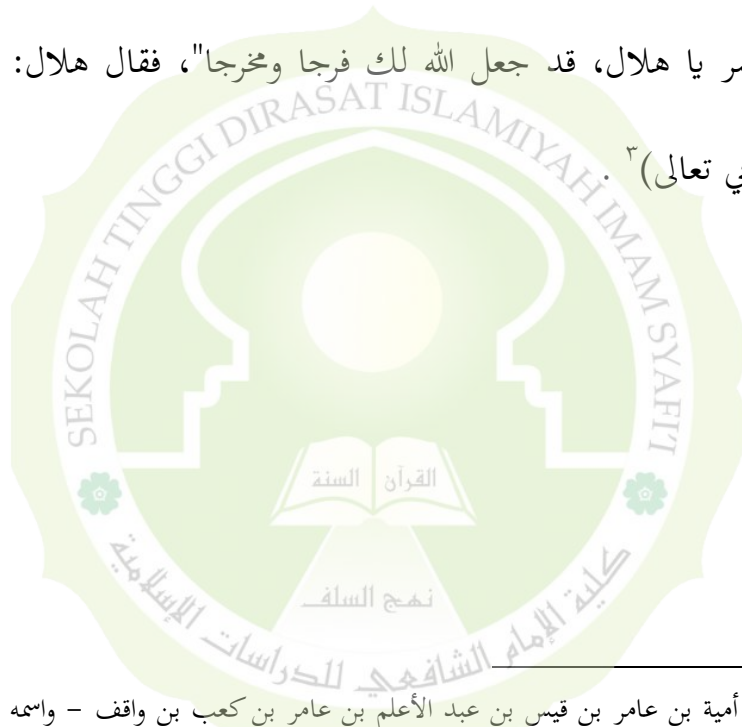 مر يا هلال، قد جعل الله لك فرجا ومخرجا"، فقال هلال:
ي تعالى)٣ .
SEKOLAH TINGGI DIRASAT ISLAMIYAH IMAM SYAFI'I
القرآن السنة
نهج السلف
كلية الإمام الشافعي للدراسات الإسلامية
أمية بن عامر بن قيس بن عبد الأعلم بن عامر بن كعب بن واقف – واسمه